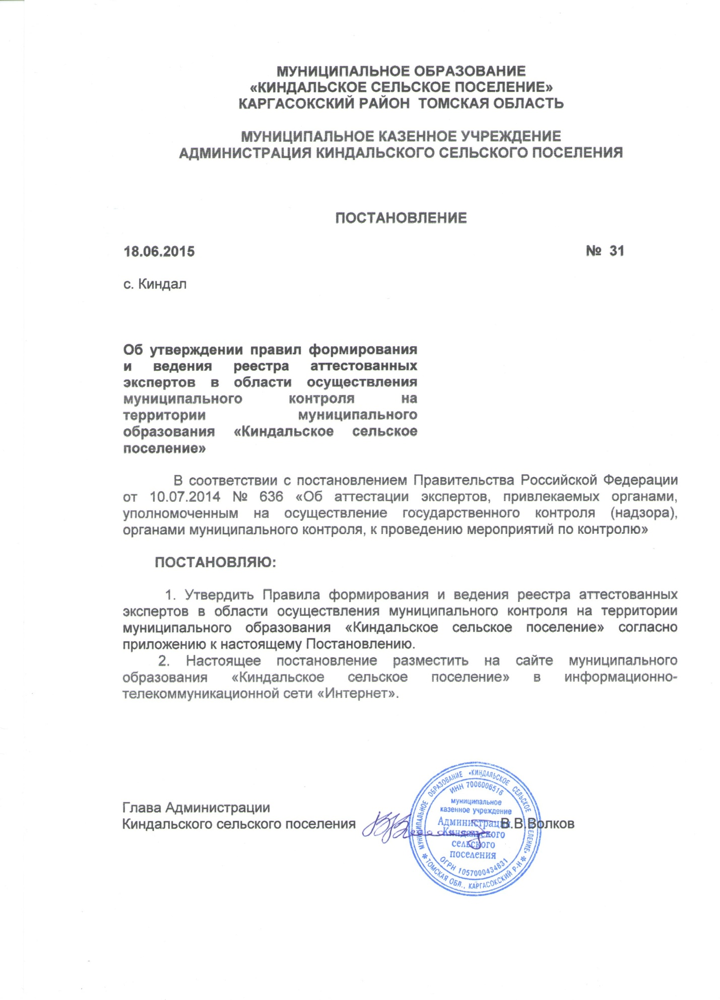 МУНИЦИПАЛЬНОЕ ОБРАЗОВАНИЕ
«КИНДАЛЬСКОЕ СЕЛЬСКОЕ ПОСЕЛЕНИЕ»
КАРГАСОКСКИЙ РАЙОН ТОМСКАЯ ОБЛАСТЬ
МУНИЦИПАЛЬНОЕ КАЗЕННОЕ УЧРЕЖДЕНИЕ
АДМИНИСТРАЦИЯ КИНДАЛЬСКОГО СЕЛЬСКОГО ПОСЕЛЕНИЯ
ПОСТАНОВЛЕНИЕ
18.06.2015 № 31
с. Киндал
Об утверждении правил формирования
и ведения реестра аттестованных
экспертов в области осуществления
муниципального контроля на
территории муниципального
образования «Киндальское сельское
поселение»
В соответствии с постановлением Правительства Российской Федерации
от 10.07.2014 № 636 «Об аттестации экспертов, привлекаемых органами,
уполномоченным на осуществление государственного контроля (надзора),
органами муниципального контроля, к проведению мероприятий по контролю»
ПОСТАНОВЛЯЮ:
1. Утвердить Правила формирования и ведения реестра аттестованных
экспертов в области осуществления муниципального контроля на территории
муниципального образования «Киндальское сельское поселение» согласно
приложению к настоящему Постановлению.
2. Настоящее постановление разместить на сайте муниципального
образования «Киндальское сельское поселение» в информационно-
телекоммуникационной сети «Интернет».
Глава Администрации
Киндальского сельского поселения В.В.Волков
МУНИЦИПАЛЬНОЕ ОБРАЗОВАНИЕ «КИНДАЛЬСКОЕ СЕЛЬСКОЕ ПОСЕЛЕНИЕ»
ТОМСКАЯ ОБЛ., КАРГАСОКСКИЙ Р-Н
ИНН 7006006516
муниципальное
казенное учреждение
Администрация
Киндальского
сельского
поселения
ОГРН 1057000434831